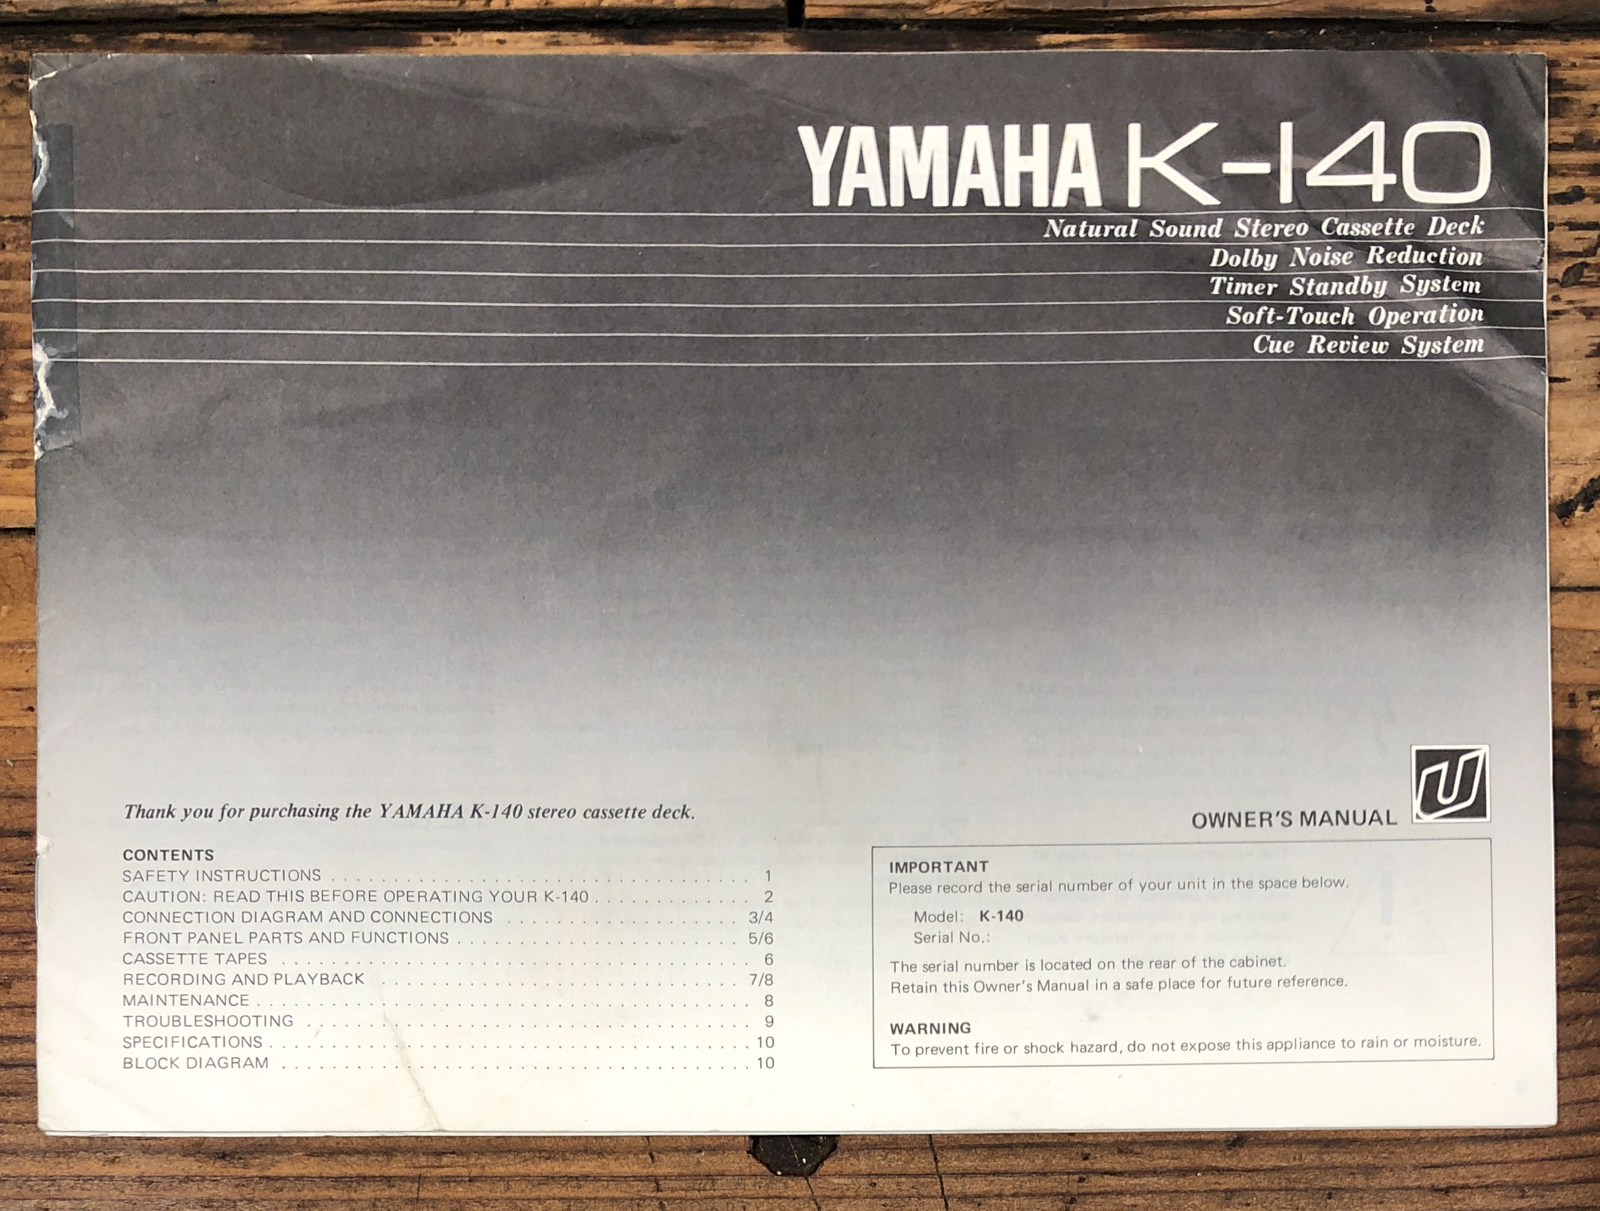 YAMAHA K-140
Natural Sound Stereo Cassette Deck
Dolby Noise Reduction
Timer Standby System
Soft-Touch Operation
Cue Review System
Thank you for purchasing the YAMAHA K-140 stereo cassette deck.
CONTENTS
SAFETY INSTRUCTIONS . . . . . . . . . . . . . . . . . . . . 1
CAUTION: READ THIS BEFORE OPERATING YOUR K-140 . . . . . . . . . . 2
CONNECTION DIAGRAM AND CONNECTIONS . . . . . . . . . . . . 3/4
FRONT PANEL PARTS AND FUNCTIONS . . . . . . . . . . . . . . 5/6
CASSETTE TAPES . . . . . . . . . . . . . . . . . . . . 6
RECORDING AND PLAYBACK . . . . . . . . . . . . . . . . . 7/8
MAINTENANCE . . . . . . . . . . . . . . . . . . . . 8
TROUBLESHOOTING . . . . . . . . . . . . . . . . . . . . 9
SPECIFICATIONS . . . . . . . . . . . . . . . . . . . . 10
BLOCK DIAGRAM . . . . . . . . . . . . . . . . . . . . 10
OWNER'S MANUAL U
IMPORTANT
Please record the serial number of your unit in the space below.
Model: K-140
Serial No.:
The serial number is located on the rear of the cabinet.
Retain this Owner's Manual in a safe place for future reference.
WARNING
To prevent fire or shock hazard, do not expose this appliance to rain or moisture.